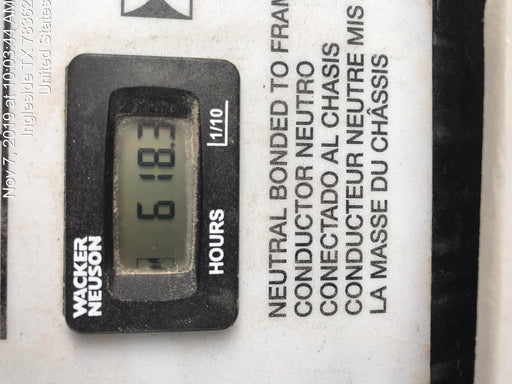 Nov 7, 2019 at 10:03:44 AM
Ingleside TX 78362
United States
WACKER
NEUSON
618.3
HOURS 1/10
NEUTRAL BONDED TO FRAM
CONDUCTOR NEUTRO
CONECTADO AL CHASIS
CONDUCTEUR NEUTRE MIS
LA MASSE DU CHÂSSIS